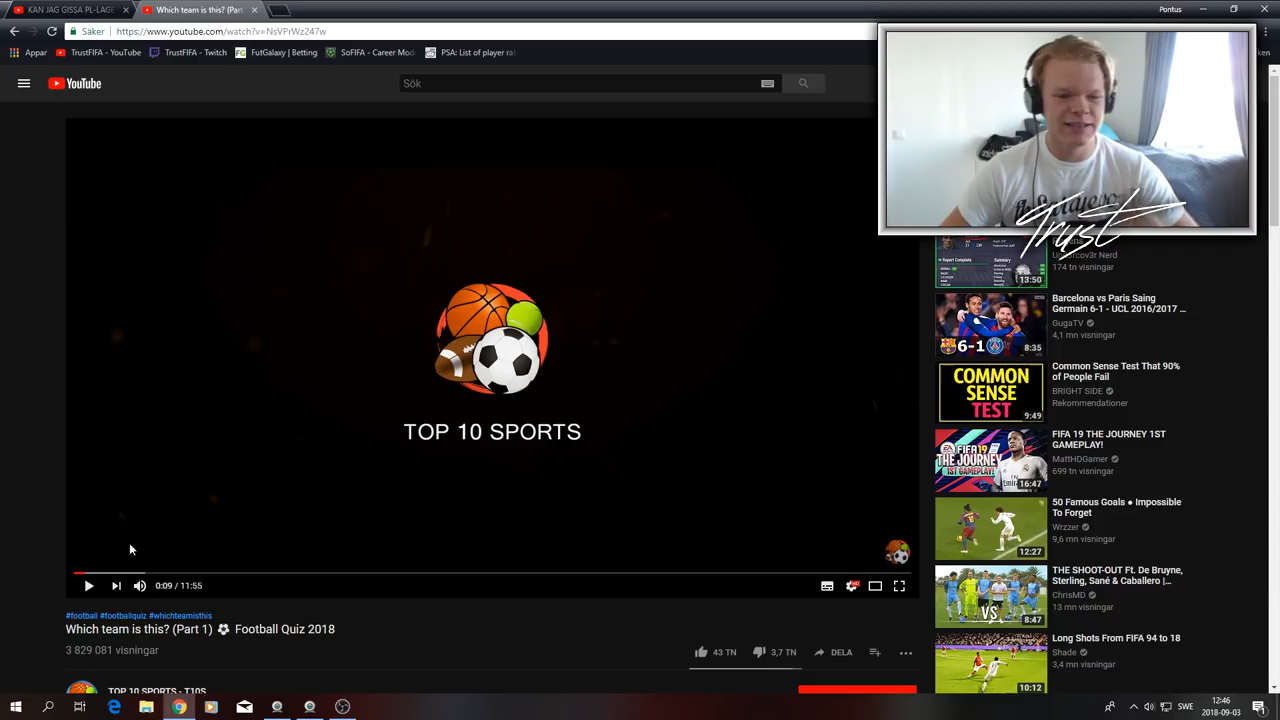 KAN JAG GISSA PL-LAGE
Which team is this? (Part
Pontus
Säker
https://www.youtube.com/watch?v=NsVPrWz247w
Appar
TrustFIFA - YouTube
TrustFIFA - Twitch
FutGalaxy | Betting
SoFIFA - Career Mod
PSA: List of player rat
ken
YouTube
Sök
Trust
174 tn visningar
13:50
Barcelona vs Paris Saing
Germain 6-1 - UCL 2016/2017 ...
GugaTV
4,1 mn visningar
6-1
8:35
Common Sense Test That 90%
of People Fail
BRIGHT SIDE
Rekommendationer
COMMON
SENSE
TEST
9:49
TOP 10 SPORTS
FIFA 19 THE JOURNEY 1ST
GAMEPLAY!
MattHDGamer
699 tn visningar
16:47
50 Famous Goals ● Impossible
To Forget
Wrzzer
9,6 mn visningar
12:27
THE SHOOT-OUT Ft. De Bruyne,
Sterling, Sané & Caballero |...
ChrisMD
13 mn visningar
VS
8:47
0:09 / 11:55
#football #footballquiz #whichteamisthis
Which team is this? (Part 1) ⚽ Football Quiz 2018
3 829 081 visningar
43 TN
3,7 TN
DELA
Long Shots From FIFA 94 to 18
Shade
3,4 mn visningar
10:12
TOP 10 SPORTS - T10S
SWE
12:46
2018-09-03